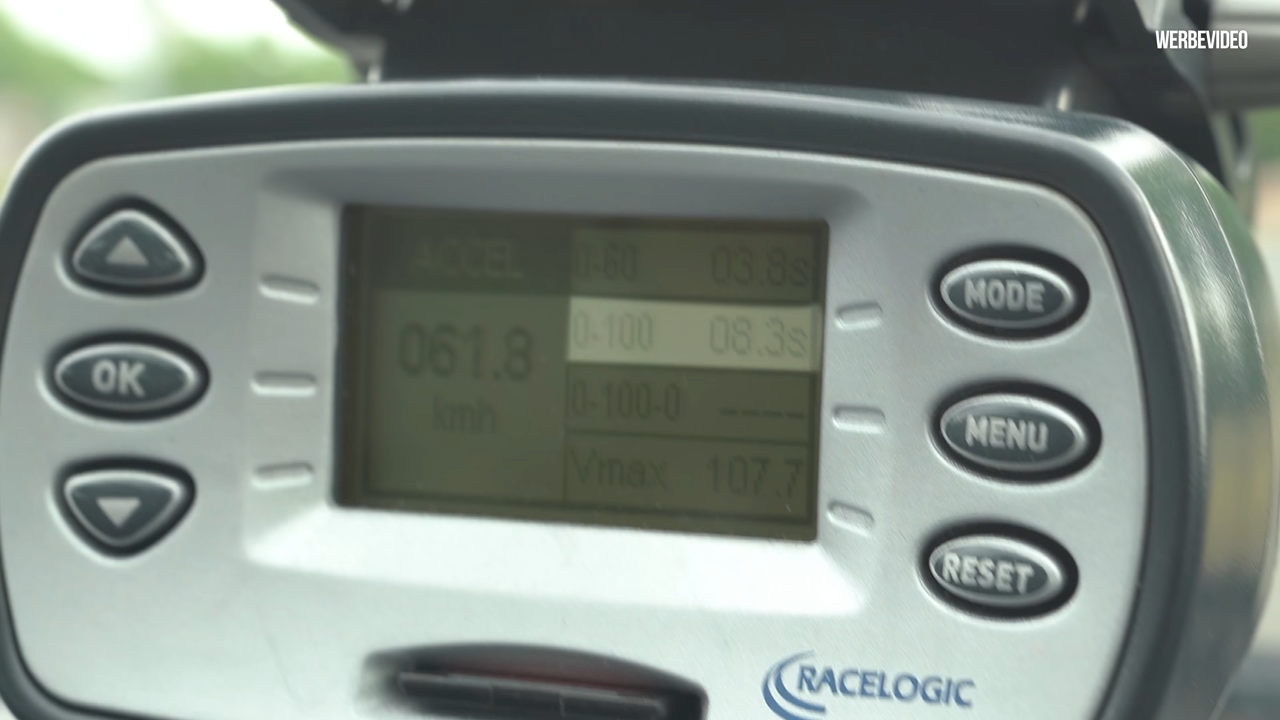 WERBEVIDEO
ACCEL
0-60 03.8s
0-100 08.3s
061.8
kmh
0-100-0 ----
Vmax 107.7
OK
MODE
MENU
RESET
RACELOGIC